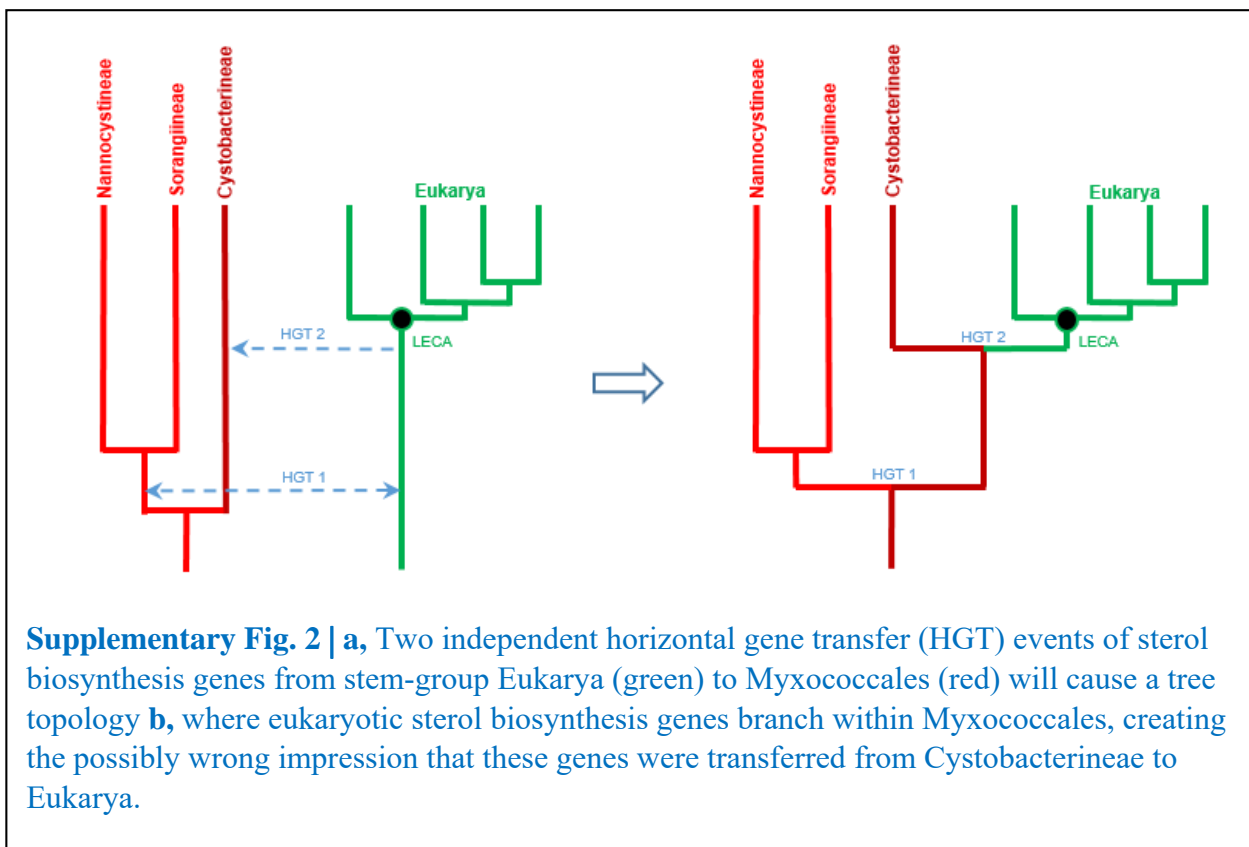 Nannocystineae
Sorangiineae
Cystobacterineae
Eukarya
HGT 2
LECA
HGT 1
Nannocystineae
Sorangiineae
Cystobacterineae
Eukarya
HGT 2
LECA
HGT 1
Supplementary Fig. 2 | a, Two independent horizontal gene transfer (HGT) events of sterol
biosynthesis genes from stem-group Eukarya (green) to Myxococcales (red) will cause a tree
topology b, where eukaryotic sterol biosynthesis genes branch within Myxococcales, creating
the possibly wrong impression that these genes were transferred from Cystobacterineae to
Eukarya.